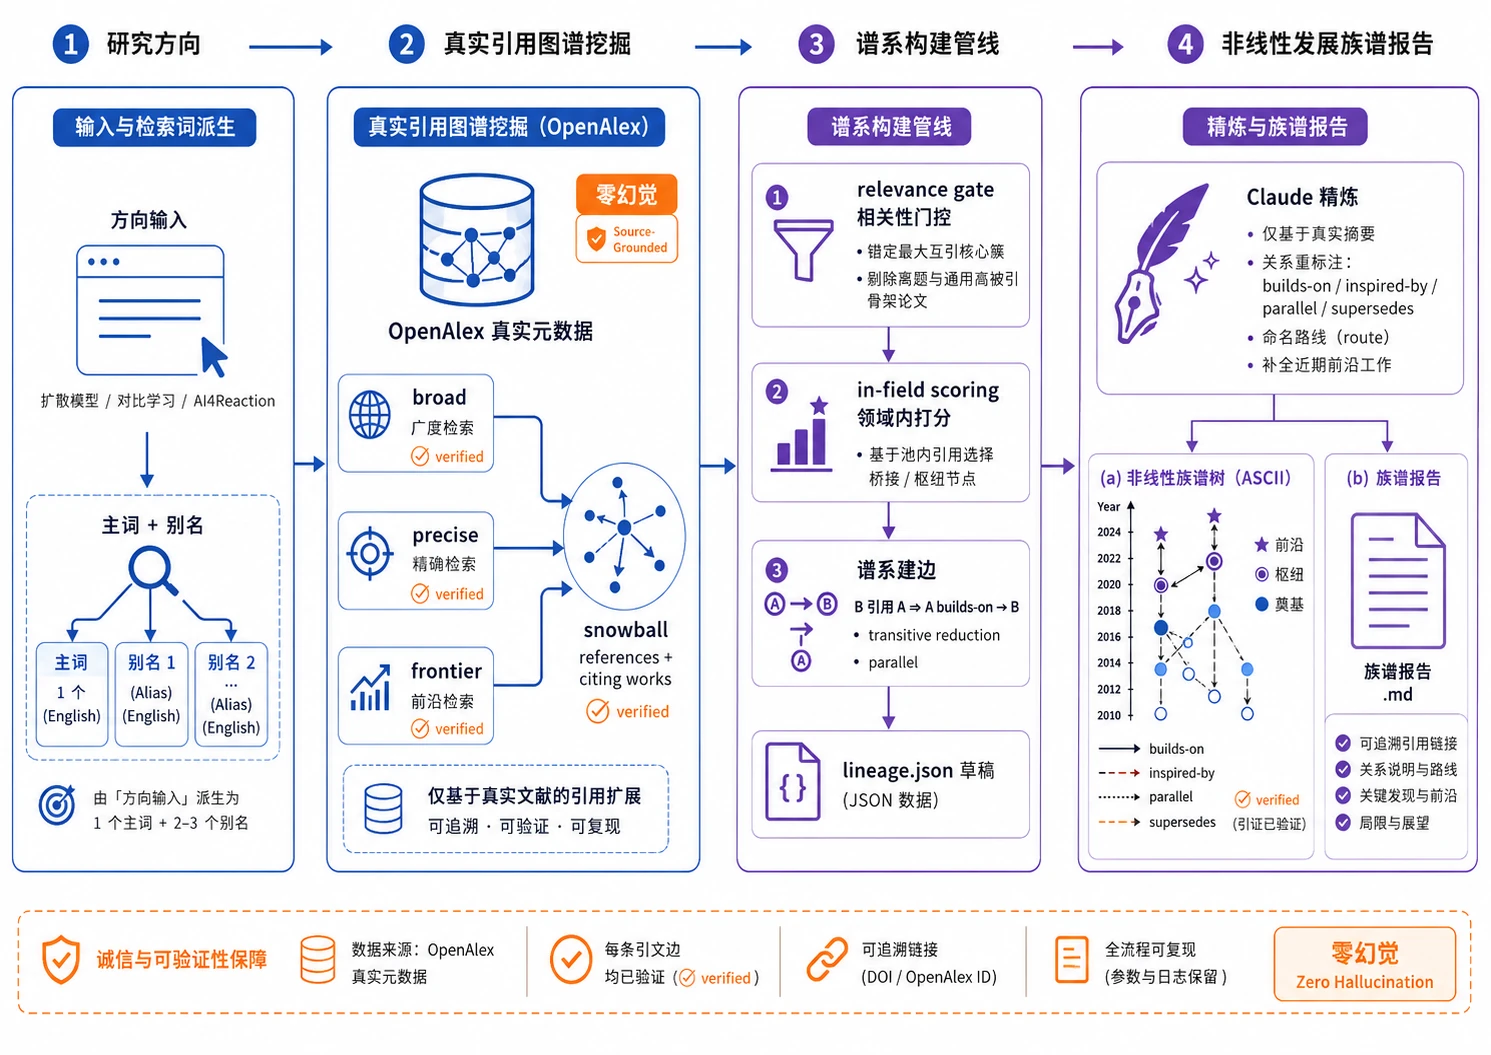 1 研究方向
2 真实引用图谱挖掘
3 谱系构建管线
4 非线性发展族谱报告
输入与检索词派生
方向输入
扩散模型 / 对比学习 / AI4Reaction
主词 + 别名
主词
1 个
(English)
别名 1
(Alias)
(English)
别名 2
...
(Alias)
(English)
由「方向输入」派生为
1 个主词 + 2–3 个别名
真实引用图谱挖掘（OpenAlex）
零幻觉
Source-
Grounded
OpenAlex 真实元数据
broad
广度检索
verified
precise
精确检索
verified
frontier
前沿检索
verified
snowball
references +
citing works
verified
仅基于真实文献的引用扩展
可追溯 · 可验证 · 可复现
谱系构建管线
1
relevance gate
相关性门控
• 锚定最大互引核心簇
• 剔除离题与通用高被引
骨架论文
2
in-field scoring
领域内打分
• 基于池内引用选择
桥接 / 枢纽节点
3
谱系建边
A → B
B 引用 A ⇒ A builds-on → B
→
A
• transitive reduction
• parallel
{ }
lineage.json 草稿
(JSON 数据)
精炼与族谱报告
Claude 精炼
• 仅基于真实摘要
• 关系重标注：
builds-on / inspired-by /
parallel / supersedes
• 命名路线（route）
• 补全近期前沿工作
(a) 非线性族谱树（ASCII）
Year
2024
2022
2020
2018
2016
2014
2012
2010
前沿
枢纽
奠基
builds-on
inspired-by
parallel
supersedes
verified
(引证已验证)
(b) 族谱报告
族谱报告
.md
可追溯引用链接
关系说明与路线
关键发现与前沿
局限与展望
诚信与可验证性保障
数据来源：OpenAlex
真实元数据
每条引文边
均已验证 (verified)
可追溯链接
(DOI / OpenAlex ID)
全流程可复现
(参数与日志保留)
零幻觉
Zero Hallucination